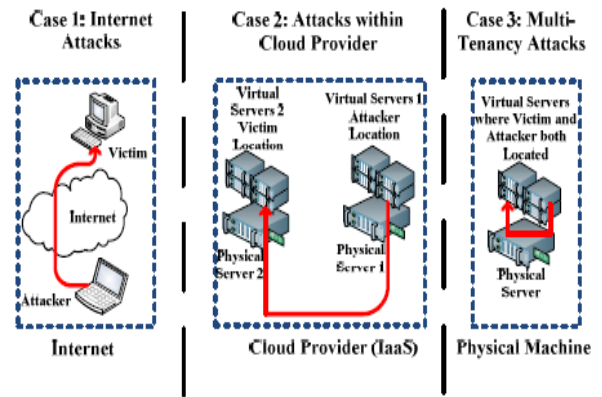 Case 1: Internet
Attacks
Victim
Internet
Attacker
Internet
Case 2: Attacks within
Cloud Provider
Virtual
Servers 2
Victim
Location
Virtual Servers 1
Attacker
Location
Physical
Server 2
Physical
Server 1
Cloud Provider (IaaS)
Case 3: Multi-
Tenancy Attacks
Virtual Servers
where Victim and
Attacker both
Located
Physical
Server
Physical Machine